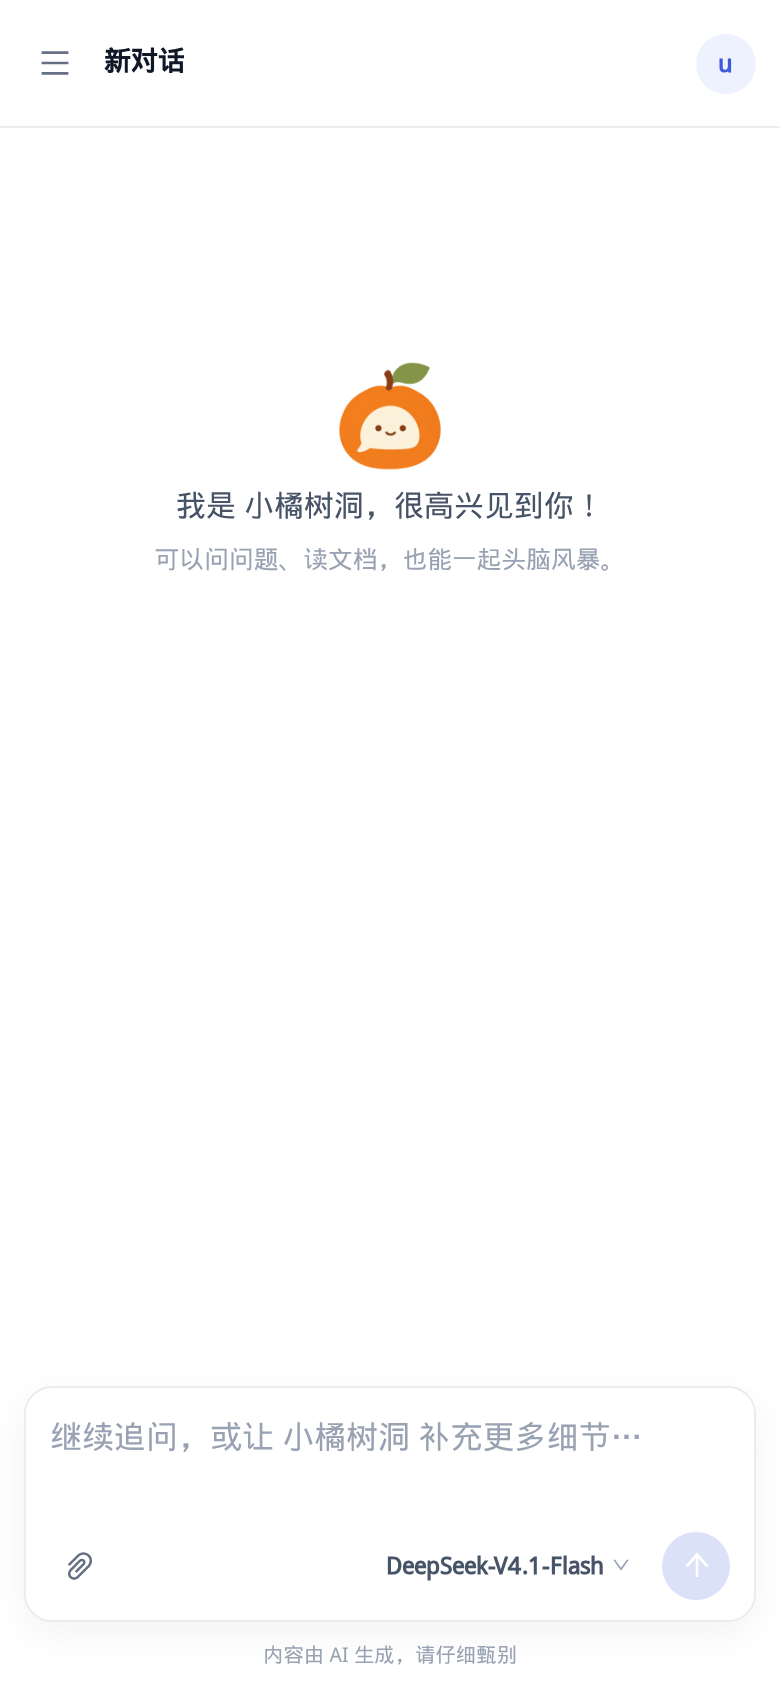 新对话
u
我是 小橘树洞，很高兴见到你！
可以问问题、读文档，也能一起头脑风暴。
继续追问，或让 小橘树洞 补充更多细节…
DeepSeek-V4.1-Flash
内容由 AI 生成，请仔细甄别